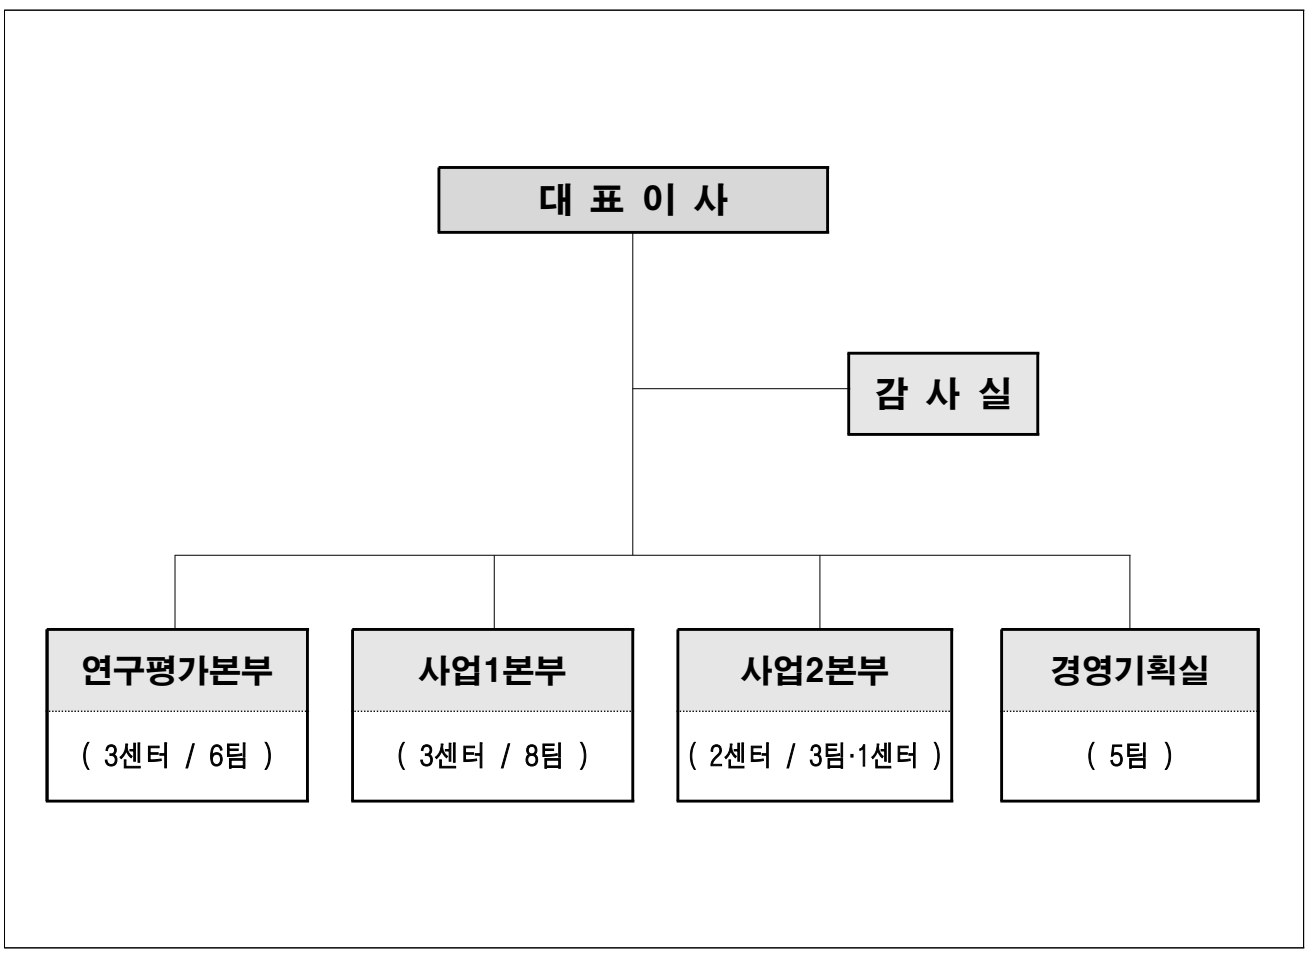 대 표 이 사
감 사 실
연구평가본부
( 3센터 / 6팀 )
사업1본부
( 3센터 / 8팀 )
사업2본부
( 2센터 / 3팀·1센터 )
경영기획실
( 5팀 )